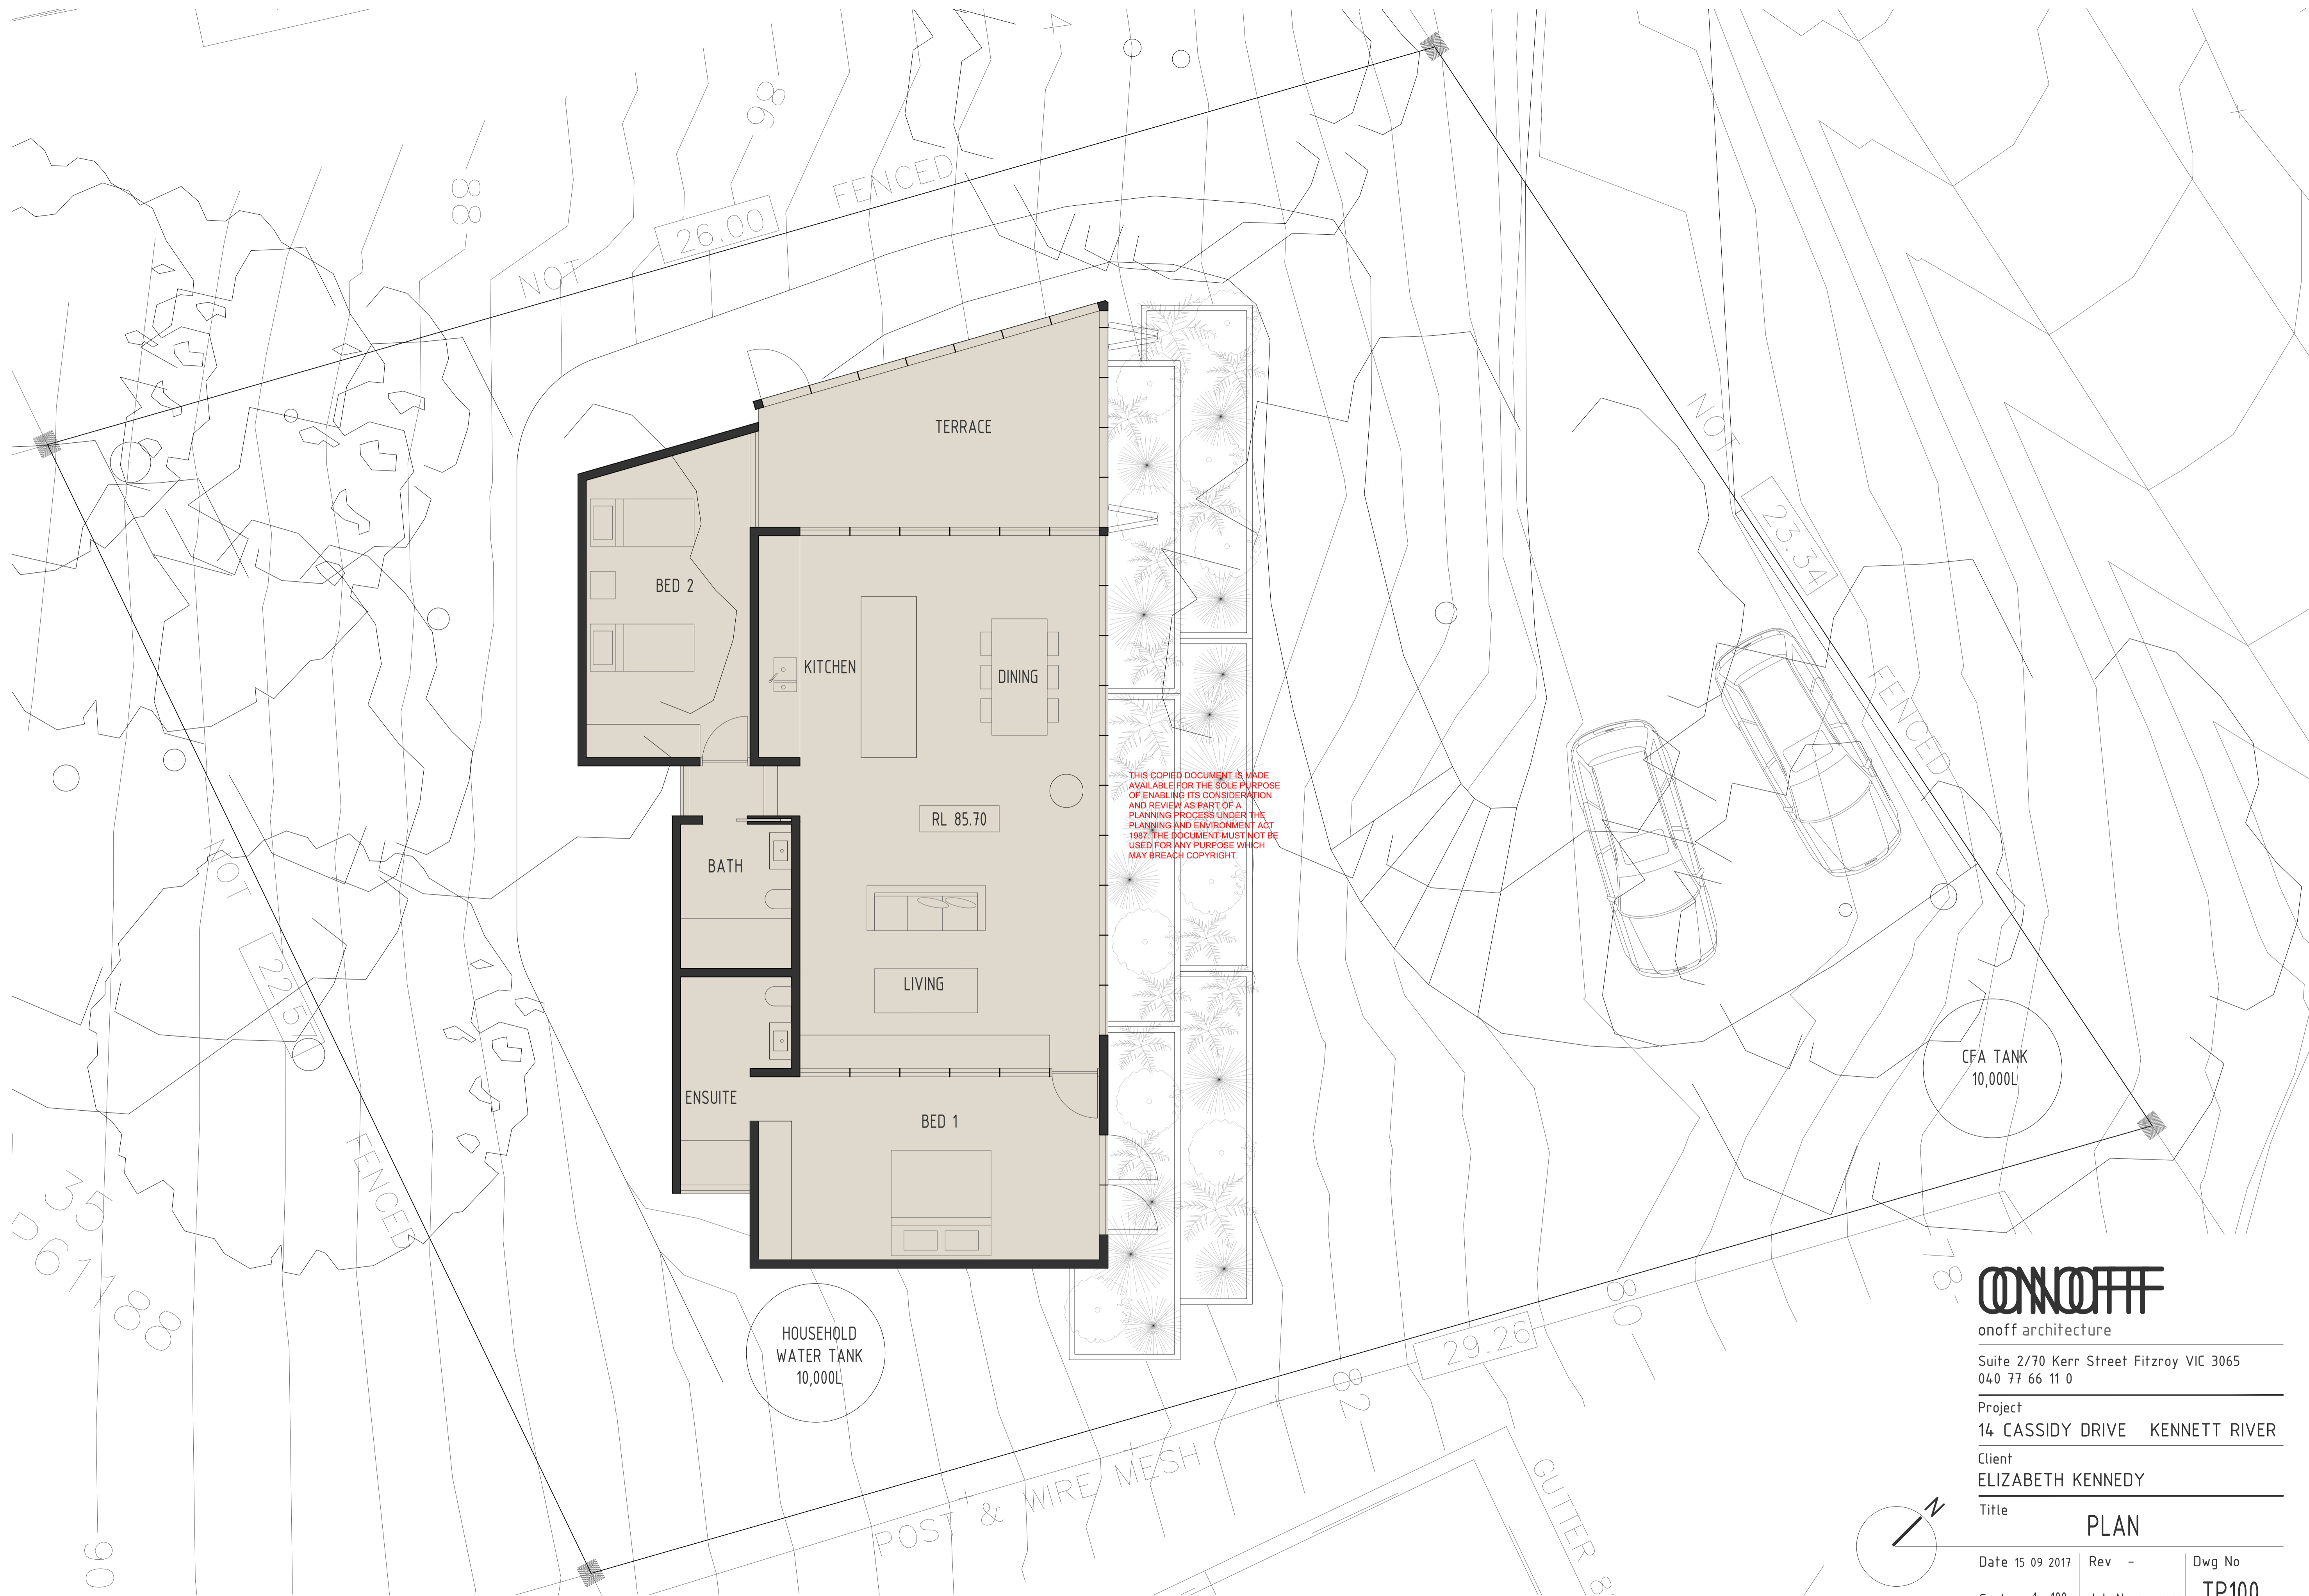 88
86
NOT
26.00
FENCED
TERRACE
BED 2
KITCHEN
DINING
NOT
23.34
FENCED
THIS COPIED DOCUMENT IS MADE
AVAILABLE FOR THE SOLE PURPOSE
OF ENABLING ITS CONSIDERATION
AND REVIEW AS PART OF A
PLANNING PROCESS UNDER THE
PLANNING AND ENVIRONMENT ACT
1987. THE DOCUMENT MUST NOT BE
USED FOR ANY PURPOSE WHICH
MAY BREACH COPYRIGHT.
RL 85.70
BATH
LIVING
NOT
22.57
FENCED
ENSUITE
BED 1
CFA TANK
10,000L
35
P61188
90
HOUSEHOLD
WATER TANK
10,000L
29.26
82
80
78
POST & WIRE MESH
GUTTER
ONNOFFF
onoff architecture
Suite 2/70 Kerr Street Fitzroy VIC 3065
040 77 66 11 0
Project
14 CASSIDY DRIVE KENNETT RIVER
Client
ELIZABETH KENNEDY
N
Title
PLAN
Date 15 09 2017
Rev -
Dwg No
TP100